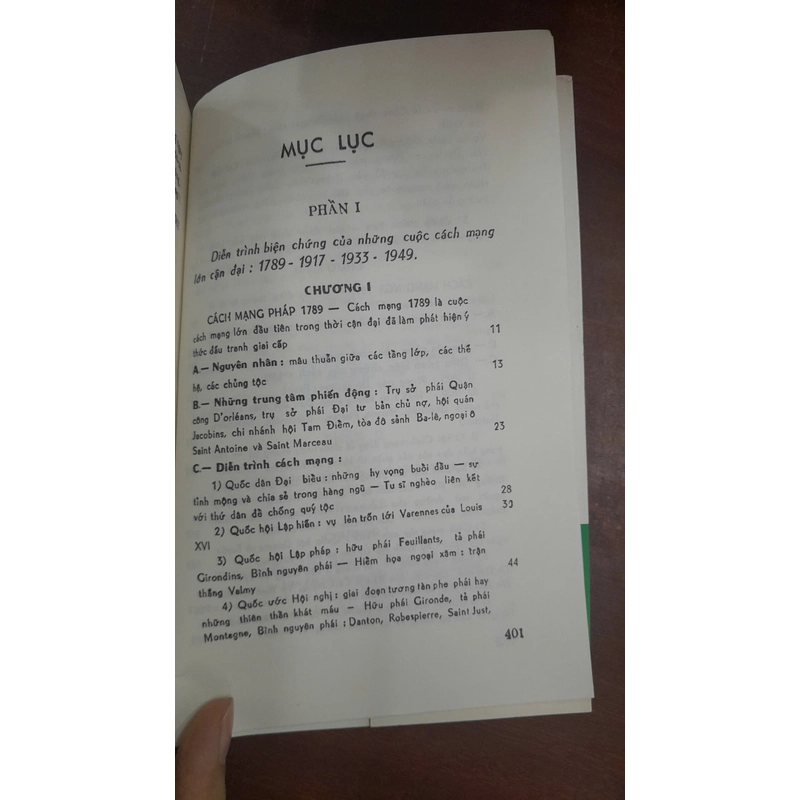 MỤC LỤC
PHẦN I
Diễn trình biện chứng của những cuộc cách mạng
lớn cận đại : 1789 - 1917 - 1933 - 1949.
CHƯƠNG I
CÁCH MẠNG PHÁP 1789 — Cách mạng 1789 là cuộc
cách mạng lớn đầu tiên trong thời cận đại đã làm phát hiện ý
thức đấu tranh giai cấp 11
A.— Nguyên nhân : mâu thuẫn giữa các tầng lớp, các thế
hệ, các chủng tộc 13
B.— Những trung tâm phiến động : Trụ sở phái Quận
công D'orléans, trụ sở phái Đại tư bản chủ nợ, hội quán
Jacobins, chi nhánh hội Tam Điểm, tòa đô sảnh Ba-lê, ngoại ô
Saint Antoine và Saint Marceau 23
C.— Diễn trình cách mạng :
1) Quốc dân Đại biểu : những hy vọng buổi đầu — sự
tỉnh mộng và chia sẻ trong hàng ngũ — Tu sĩ nghèo liên kết
với thứ dân để chống quý tộc 28
2) Quốc hội Lập hiến : vụ lẻn trốn tới Varennes của Louis
XVI 30
3) Quốc hội Lập pháp : hữu phái Feuillants, tả phái
Girondins, Bình nguyên phái — Hiểm họa ngoại xâm : trận
thắng Valmy 44
4) Quốc ước Hội nghị : giai đoạn tương tàn phe phái hay
những thiên thần khát máu — Hữu phái Gironde, tả phái
Montagne, Bình nguyên phái : Danton, Robespierre, Saint Just,
401